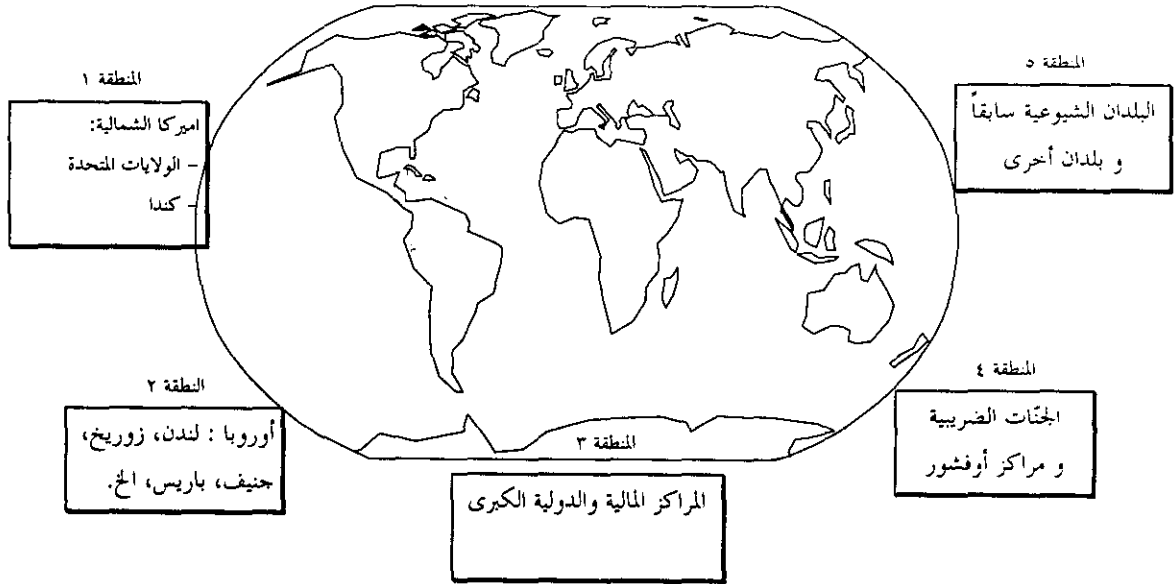 المنطقة ١
اميركا الشمالية:
– الولايات المتحدة
– كندا
المنطقة ٥
البلدان الشيوعية سابقاً
و بلدان أخرى
النطقة ٢
أوروبا : لندن، زوريخ،
جنيف، باريس، الخ.
المنطقة ٣
المراكز المالية والدولية الكبرى
المنطقة ٤
الجنّات الضريبية
و مراكز أوفشور